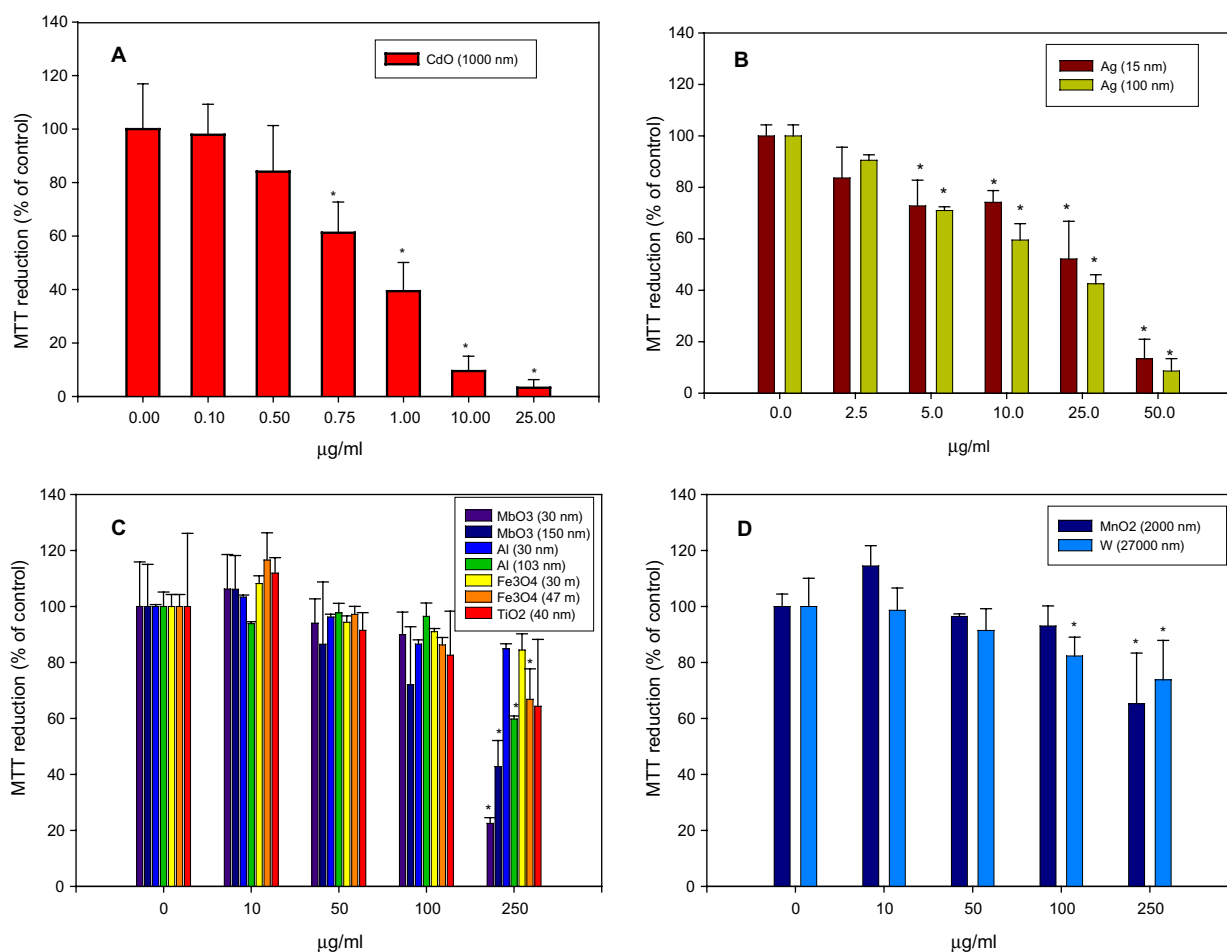 A
CdO (1000 nm)
MTT reduction (% of control)
140
120
100
80
60
40
20
0
* * * *
0.00 0.10 0.50 0.75 1.00 10.00 25.00
µg/ml
B
Ag (15 nm)
Ag (100 nm)
MTT reduction (% of control)
140
120
100
80
60
40
20
0
* * * * * * * *
0.0 2.5 5.0 10.0 25.0 50.0
µg/ml
C
MbO3 (30 nm)
MbO3 (150 nm)
Al (30 nm)
Al (103 nm)
Fe3O4 (30 m)
Fe3O4 (47 m)
TiO2 (40 nm)
MTT reduction (% of control)
140
120
100
80
60
40
20
0
* * * *
0 10 50 100 250
µg/ml
D
MnO2 (2000 nm)
W (27000 nm)
MTT reduction (% of control)
140
120
100
80
60
40
20
0
* * *
0 10 50 100 250
µg/ml